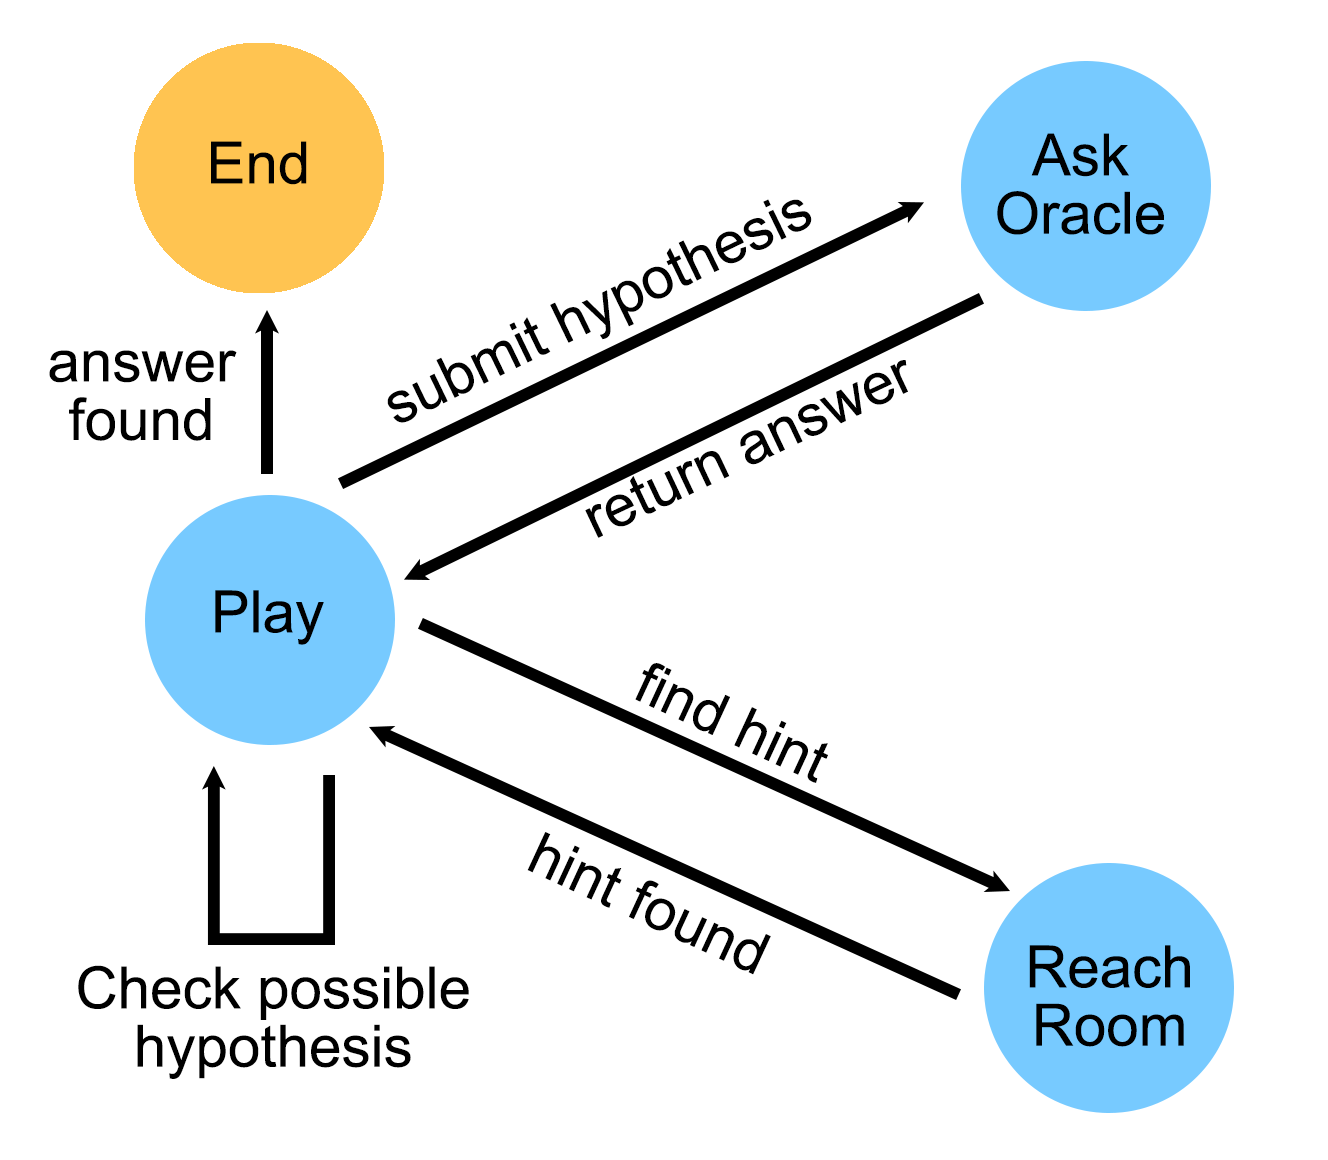 End
Ask
Oracle
submit hypothesis
answer
found
return answer
Play
find hint
hint found
Reach
Room
Check possible
hypothesis